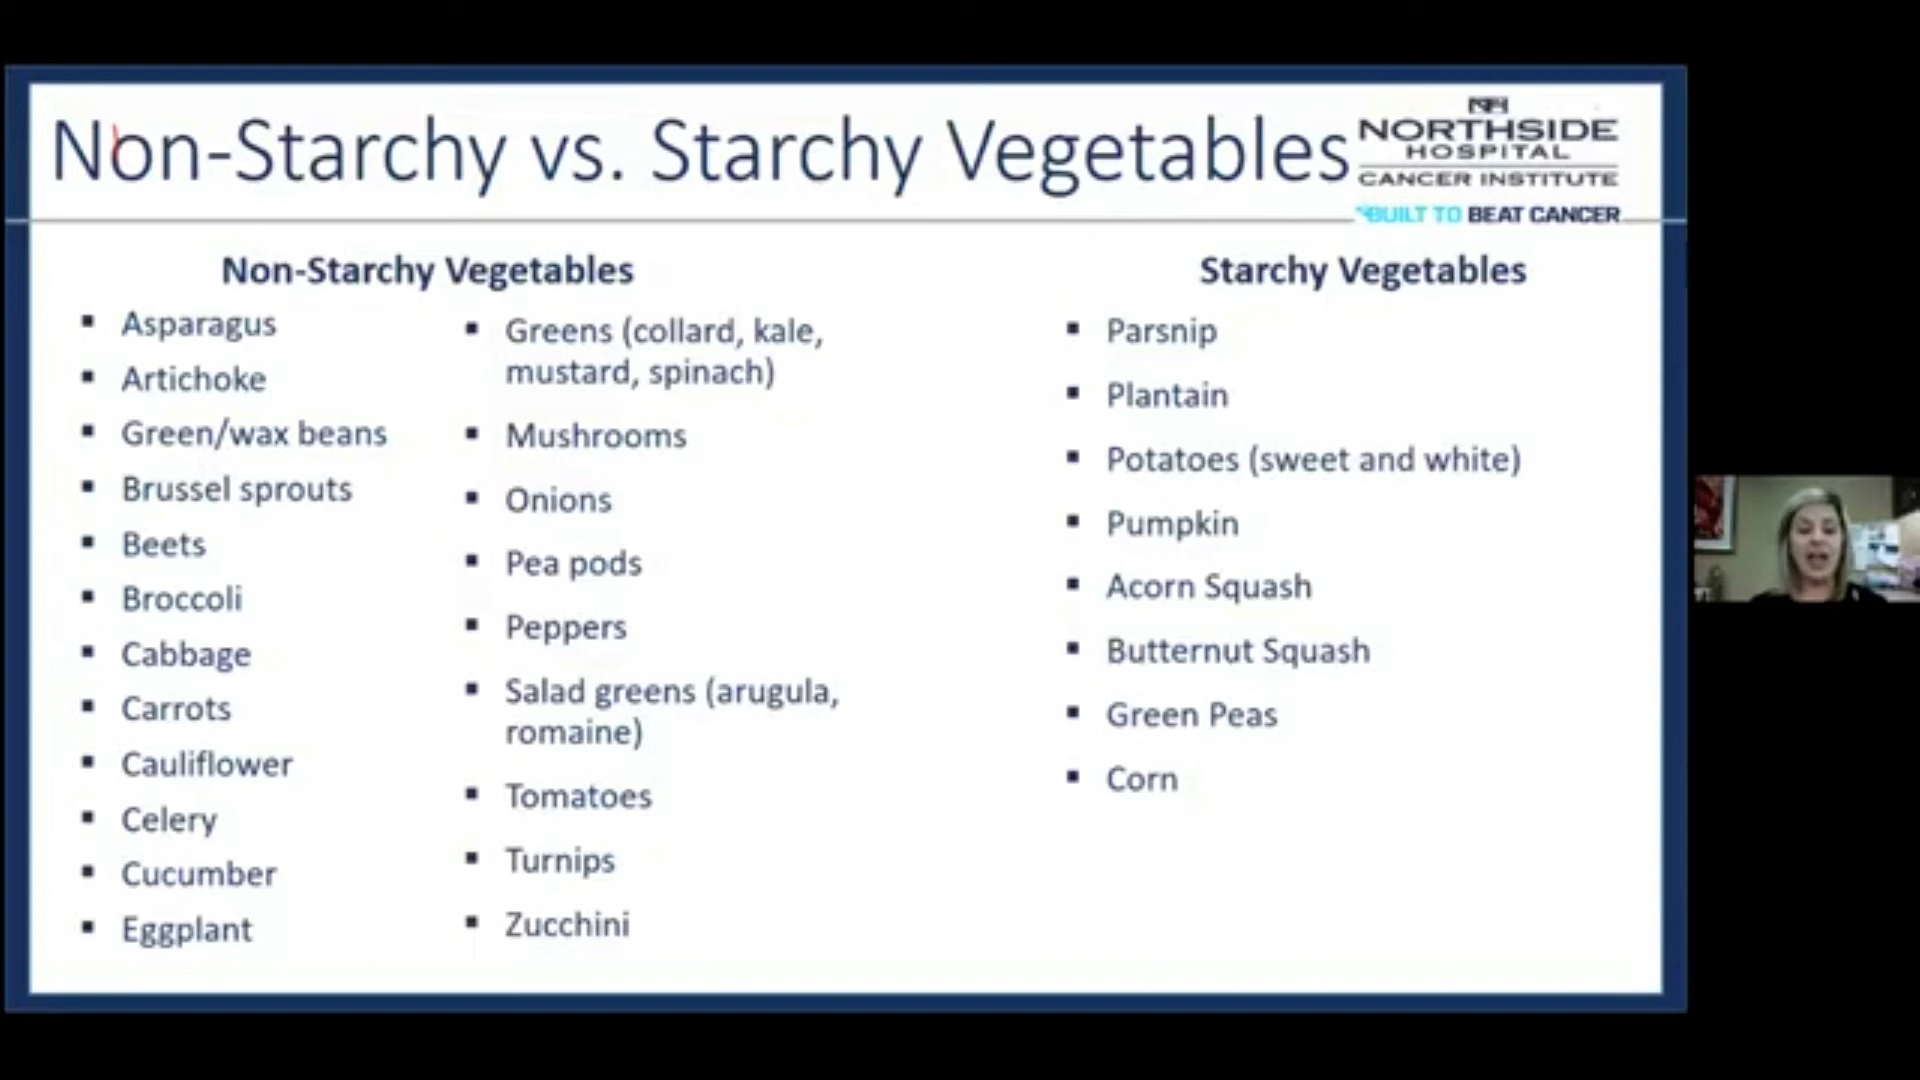 Non-Starchy vs. Starchy Vegetables
NORTHSIDE
HOSPITAL
CANCER INSTITUTE
BUILT TO BEAT CANCER
Non-Starchy Vegetables
Asparagus
Artichoke
Green/wax beans
Brussel sprouts
Beets
Broccoli
Cabbage
Carrots
Cauliflower
Celery
Cucumber
Eggplant
Greens (collard, kale,
mustard, spinach)
Mushrooms
Onions
Pea pods
Peppers
Salad greens (arugula,
romaine)
Tomatoes
Turnips
Zucchini
Starchy Vegetables
Parsnip
Plantain
Potatoes (sweet and white)
Pumpkin
Acorn Squash
Butternut Squash
Green Peas
Corn